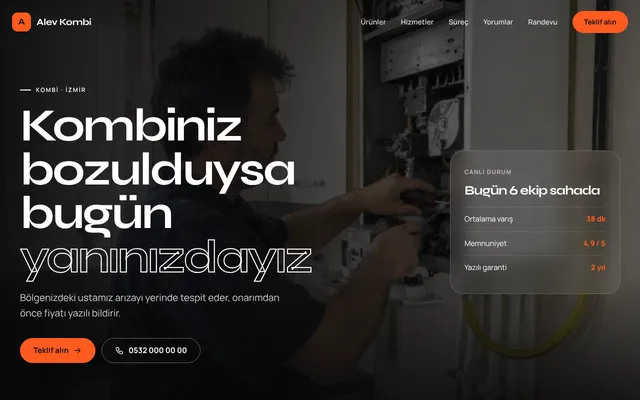 A Alev Kombi
Ürünler Hizmetler Süreç Yorumlar Randevu Teklif alın
KOMBİ · İZMİR
Kombiniz
bozulduysa
bugün
yanınızdayız
Bölgenizdeki ustamız arızayı yerinde tespit eder, onarımdan
önce fiyatı yazılı bildirir.
Teklif alın → 0532 000 00 00
CANLI DURUM
Bugün 6 ekip sahada
Ortalama varış 38 dk
Memnuniyet 4,9 / 5
Yazılı garanti 2 yıl